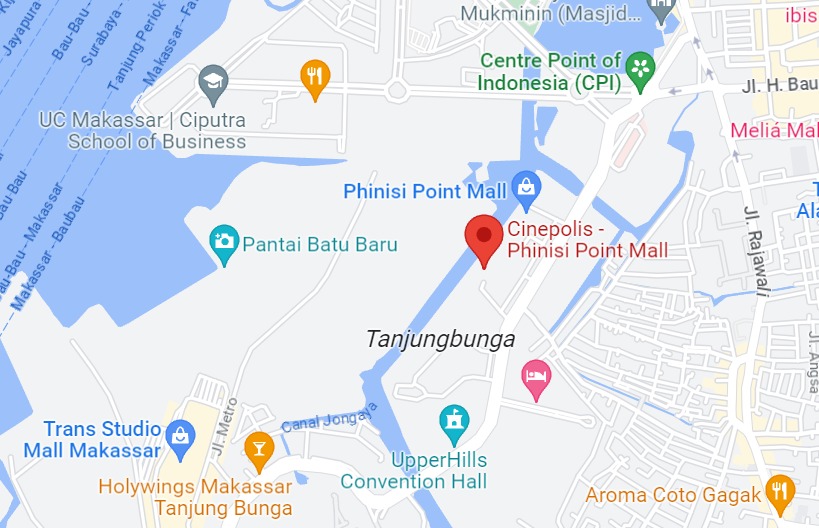 Mukminin (Masjid...
ibis
Jayapura
Bau-Bau -
Surabaya -
Tanjung Periok
Makassar - Fa
Centre Point of
Indonesia (CPI)
Jl. H. Bau
UC Makassar | Ciputra
School of Business
Meliá Mal
Phinisi Point Mall
Cinepolis -
Phinisi Point Mall
Pantai Batu Baru
Bau Bau
au-Bau - Makassar
Makassar - Baubau
Jl. Rajawali
Tanjungbunga
Jl. Angsa
Trans Studio
Mall Makassar
Jl. Metro
Canal Jongaya
UpperHills
Convention Hall
Holywings Makassar
Tanjung Bunga
Aroma Coto Gagak